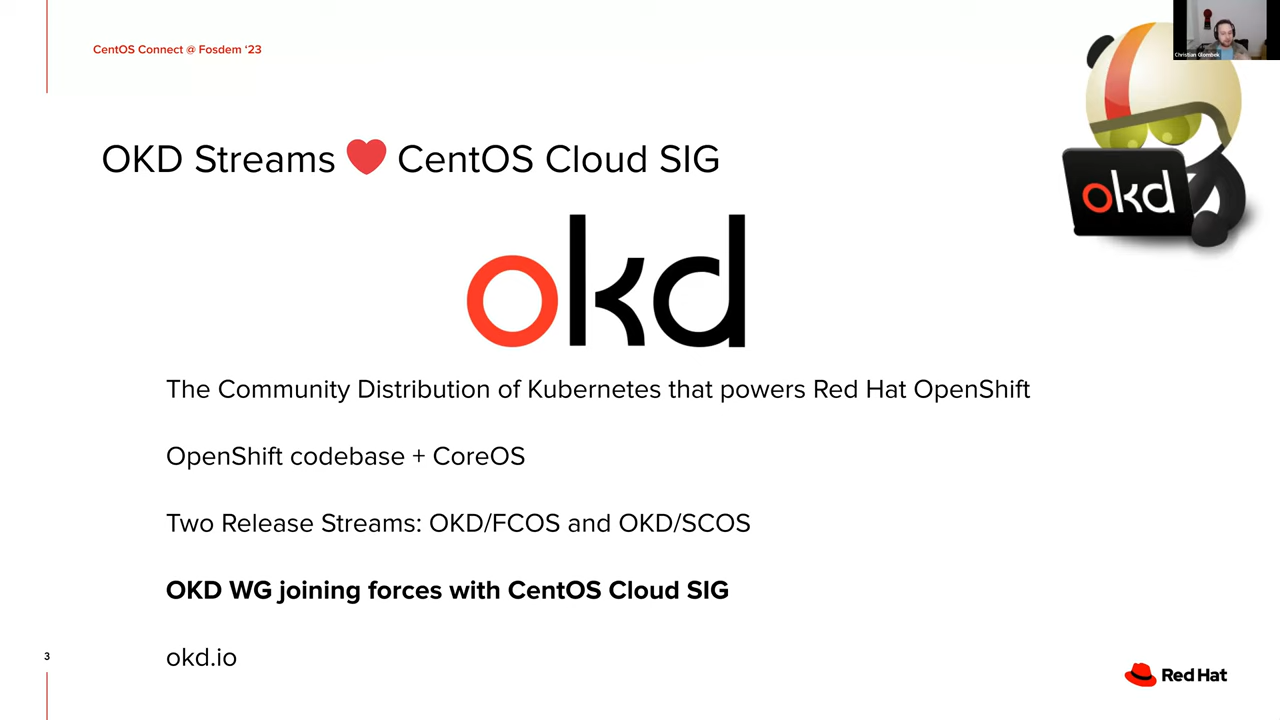 CentOS Connect @ Fosdem ‘23
Christian Glombek
OKD Streams ❤ CentOS Cloud SIG
okd
okd
The Community Distribution of Kubernetes that powers Red Hat OpenShift
OpenShift codebase + CoreOS
Two Release Streams: OKD/FCOS and OKD/SCOS
OKD WG joining forces with CentOS Cloud SIG
okd.io
3
Red Hat